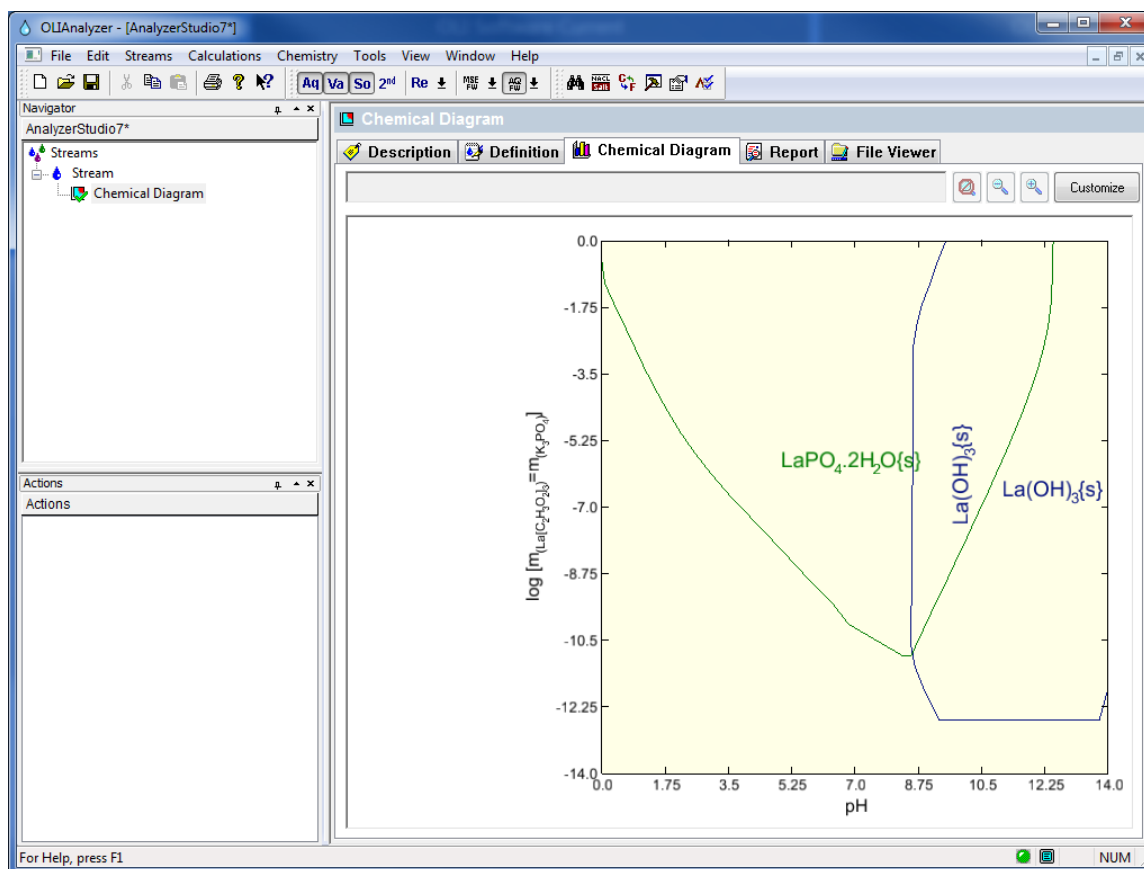 OLIAnalyzer - [AnalyzerStudio7*]
File Edit Streams Calculations Chemistry Tools View Window Help
Aq Va So 2nd Re MSE FW AQ FW
Navigator
AnalyzerStudio7*
Streams
Stream
Chemical Diagram
Actions
Actions
Chemical Diagram
Description Definition Chemical Diagram Report File Viewer
Customize
0.0
-1.75
-3.5
-5.25
-7.0
-8.75
-10.5
-12.25
-14.0
log [m(La[C2H3O2]3)=m(K3PO4)]
LaPO4.2H2O{s}
La(OH)3{s}
La(OH)3{s}
0.0 1.75 3.5 5.25 7.0 8.75 10.5 12.25 14.0
pH
For Help, press F1
NUM